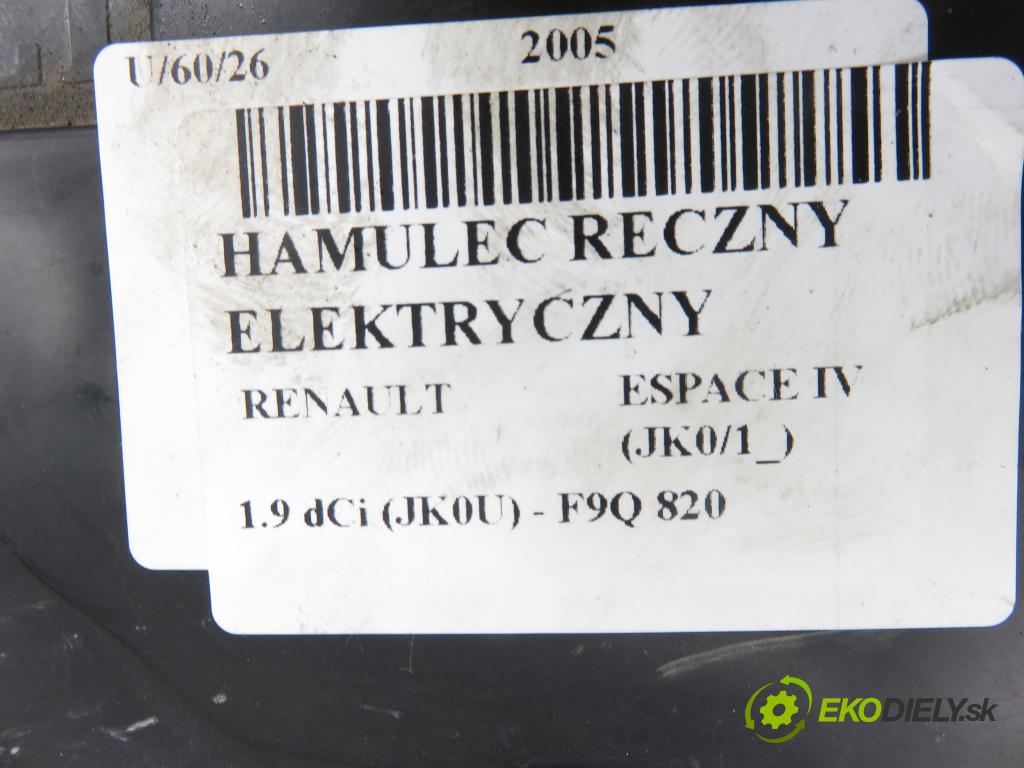 U/60/26 2005
HAMULEC RECZNY
ELEKTRYCZNY
RENAULT ESPACE IV
(JK0/1_)
1.9 dCi (JK0U) - F9Q 820
EKODIELY.sk